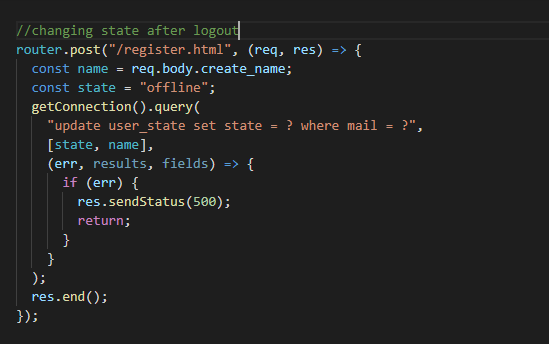 //changing state after logout
router.post("/register.html", (req, res) => {
  const name = req.body.create_name;
  const state = "offline";
  getConnection().query(
    "update user_state set state = ? where mail = ?",
    [state, name],
    (err, results, fields) => {
      if (err) {
        res.sendStatus(500);
        return;
      }
    }
  );
  res.end();
});